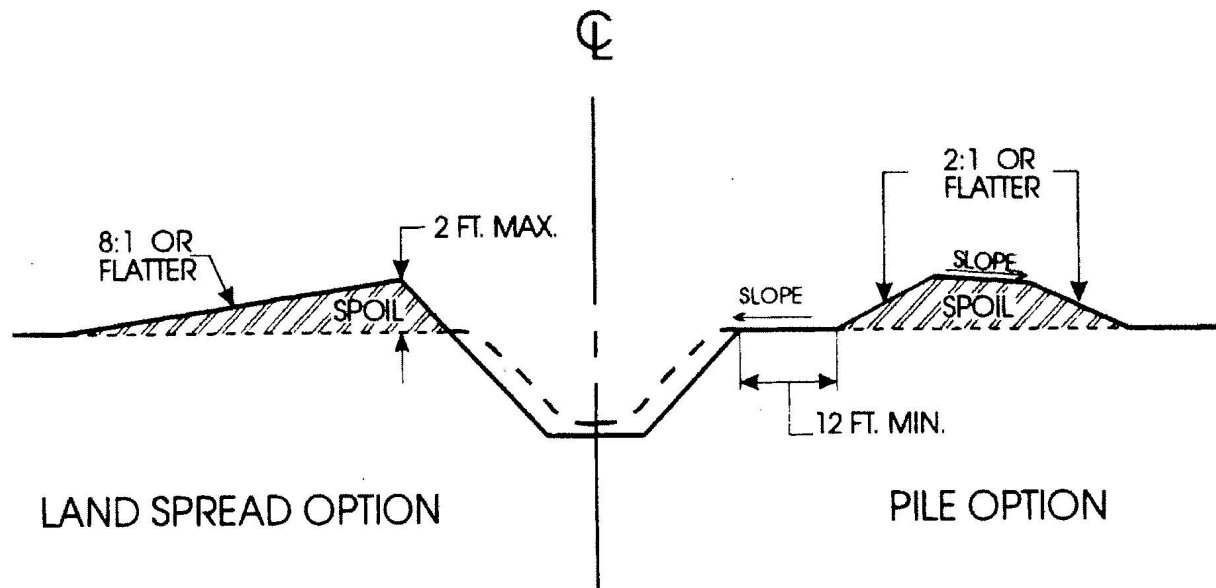 ℄
8:1 OR
FLATTER
2 FT. MAX.
SPOIL
2:1 OR
FLATTER
SLOPE
SLOPE
SPOIL
12 FT. MIN.
LAND SPREAD OPTION
PILE OPTION